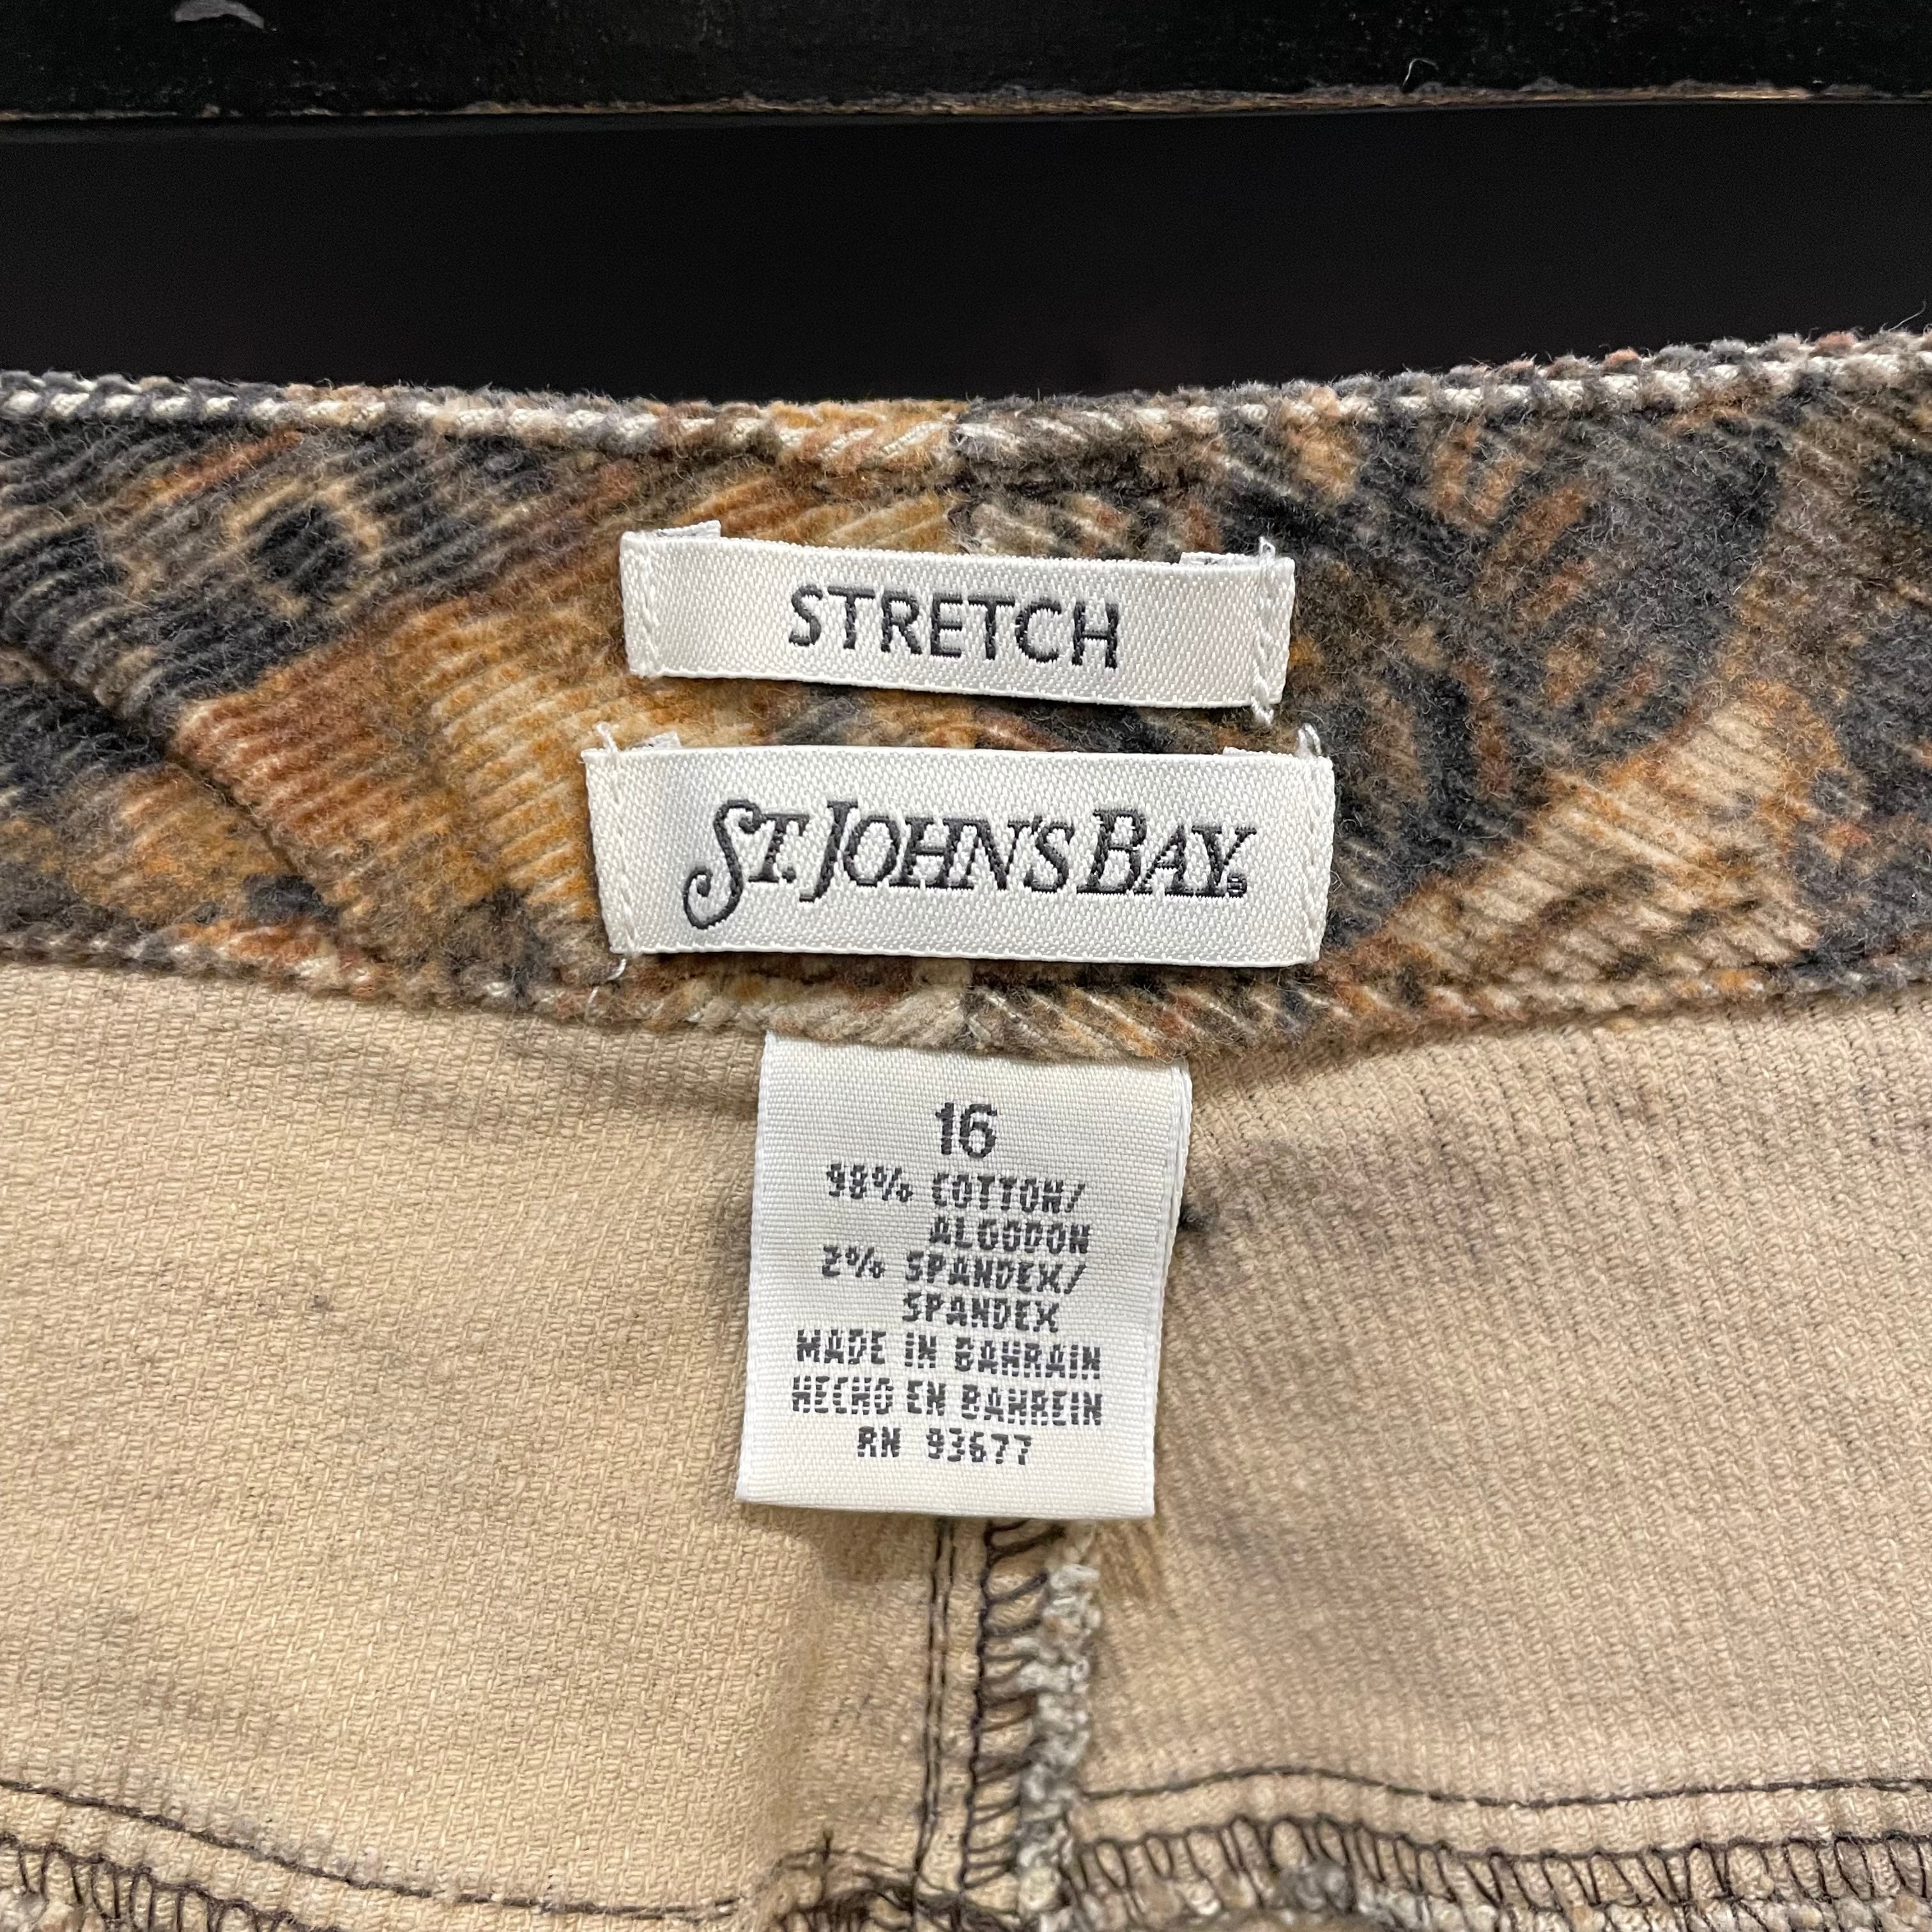 STRETCH
ST. JOHN'S BAY®
16
98% COTTON/
ALGODON
2% SPANDEX/
SPANDEX
MADE IN BAHRAIN
HECHO EN BAHREIN
RN 93677